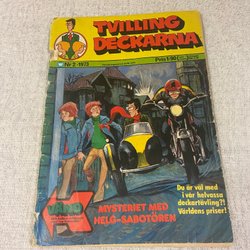 TVILLING
DECKARNA
Nr 2 · 1973
Pris 1:90
MYSTERIET MED
HELG-SABOTÖREN
Du är väl med
i vår helvassa
deckartävling?!
Världens priser!